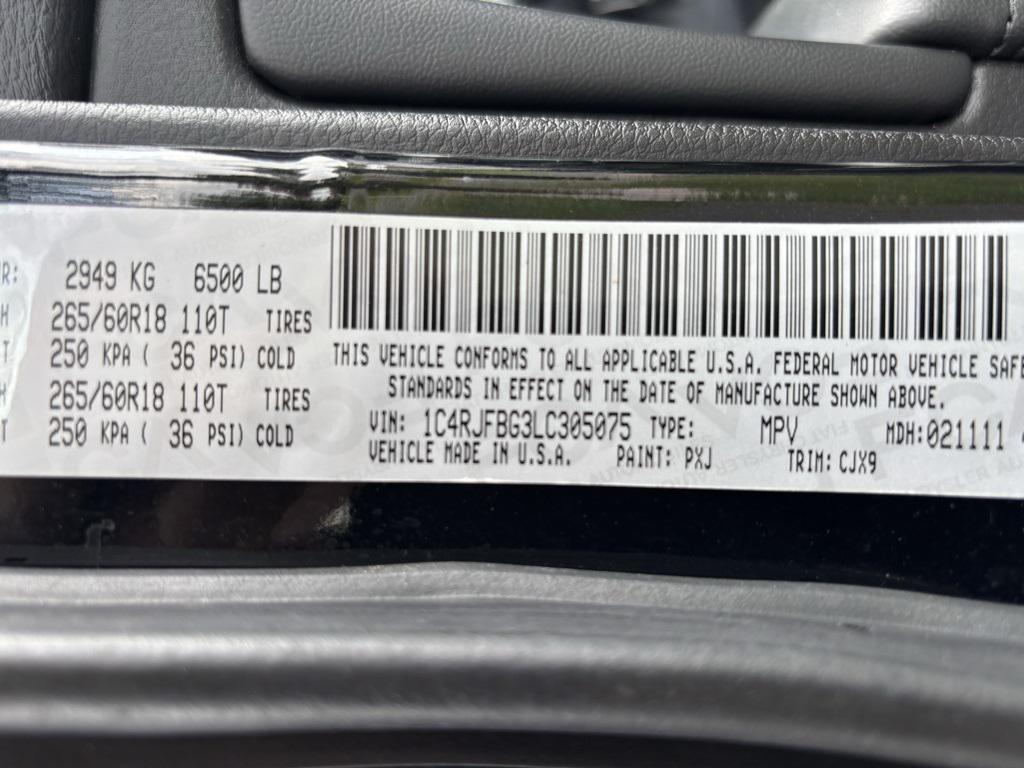 R: 2949 KG 6500 LB
H 265/60R18 110T TIRES
T 250 KPA ( 36 PSI) COLD
H 265/60R18 110T TIRES
T 250 KPA ( 36 PSI) COLD
THIS VEHICLE CONFORMS TO ALL APPLICABLE U.S.A. FEDERAL MOTOR VEHICLE SAFE
STANDARDS IN EFFECT ON THE DATE OF MANUFACTURE SHOWN ABOVE.
VIN: 1C4RJFBG3LC305075 TYPE: MPV MDH:021111
VEHICLE MADE IN U.S.A. PAINT: PXJ TRIM: CJX9